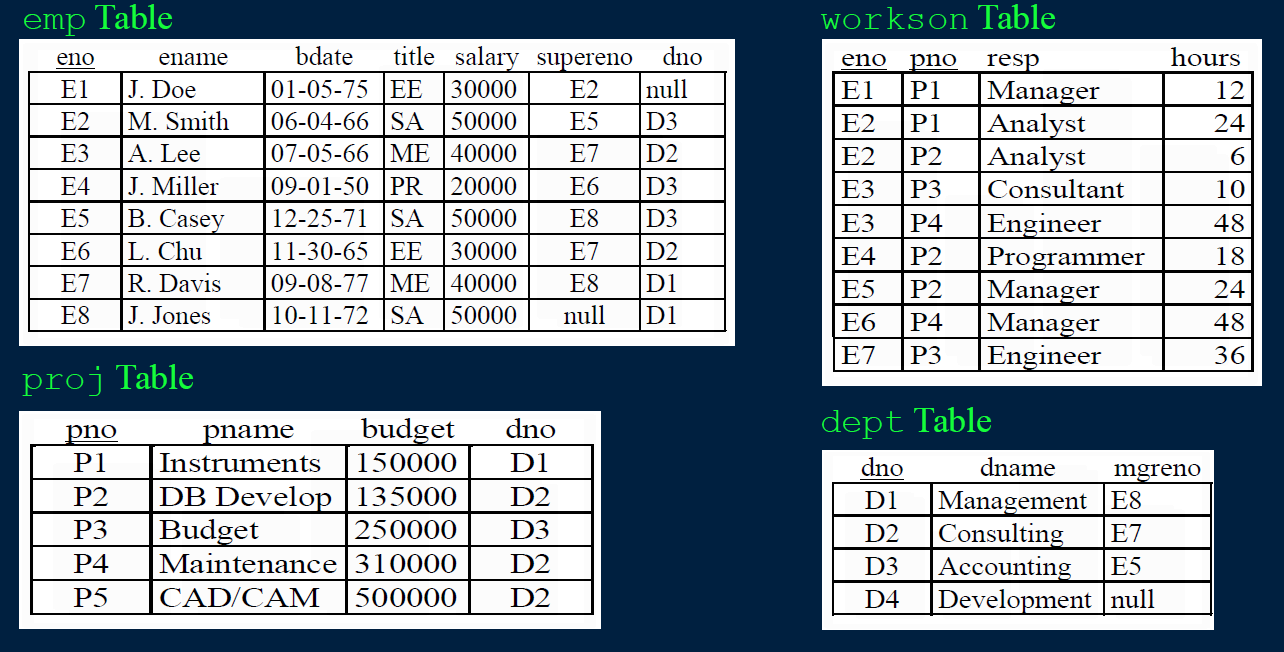 emp Table
eno ename bdate title salary supereno dno
E1 J. Doe 01-05-75 EE 30000 E2 null
E2 M. Smith 06-04-66 SA 50000 E5 D3
E3 A. Lee 07-05-66 ME 40000 E7 D2
E4 J. Miller 09-01-50 PR 20000 E6 D3
E5 B. Casey 12-25-71 SA 50000 E8 D3
E6 L. Chu 11-30-65 EE 30000 E7 D2
E7 R. Davis 09-08-77 ME 40000 E8 D1
E8 J. Jones 10-11-72 SA 50000 null D1
workson Table
eno pno resp hours
E1 P1 Manager 12
E2 P1 Analyst 24
E2 P2 Analyst 6
E3 P3 Consultant 10
E3 P4 Engineer 48
E4 P2 Programmer 18
E5 P2 Manager 24
E6 P4 Manager 48
E7 P3 Engineer 36
proj Table
pno pname budget dno
P1 Instruments 150000 D1
P2 DB Develop 135000 D2
P3 Budget 250000 D3
P4 Maintenance 310000 D2
P5 CAD/CAM 500000 D2
dept Table
dno dname mgreno
D1 Management E8
D2 Consulting E7
D3 Accounting E5
D4 Development null